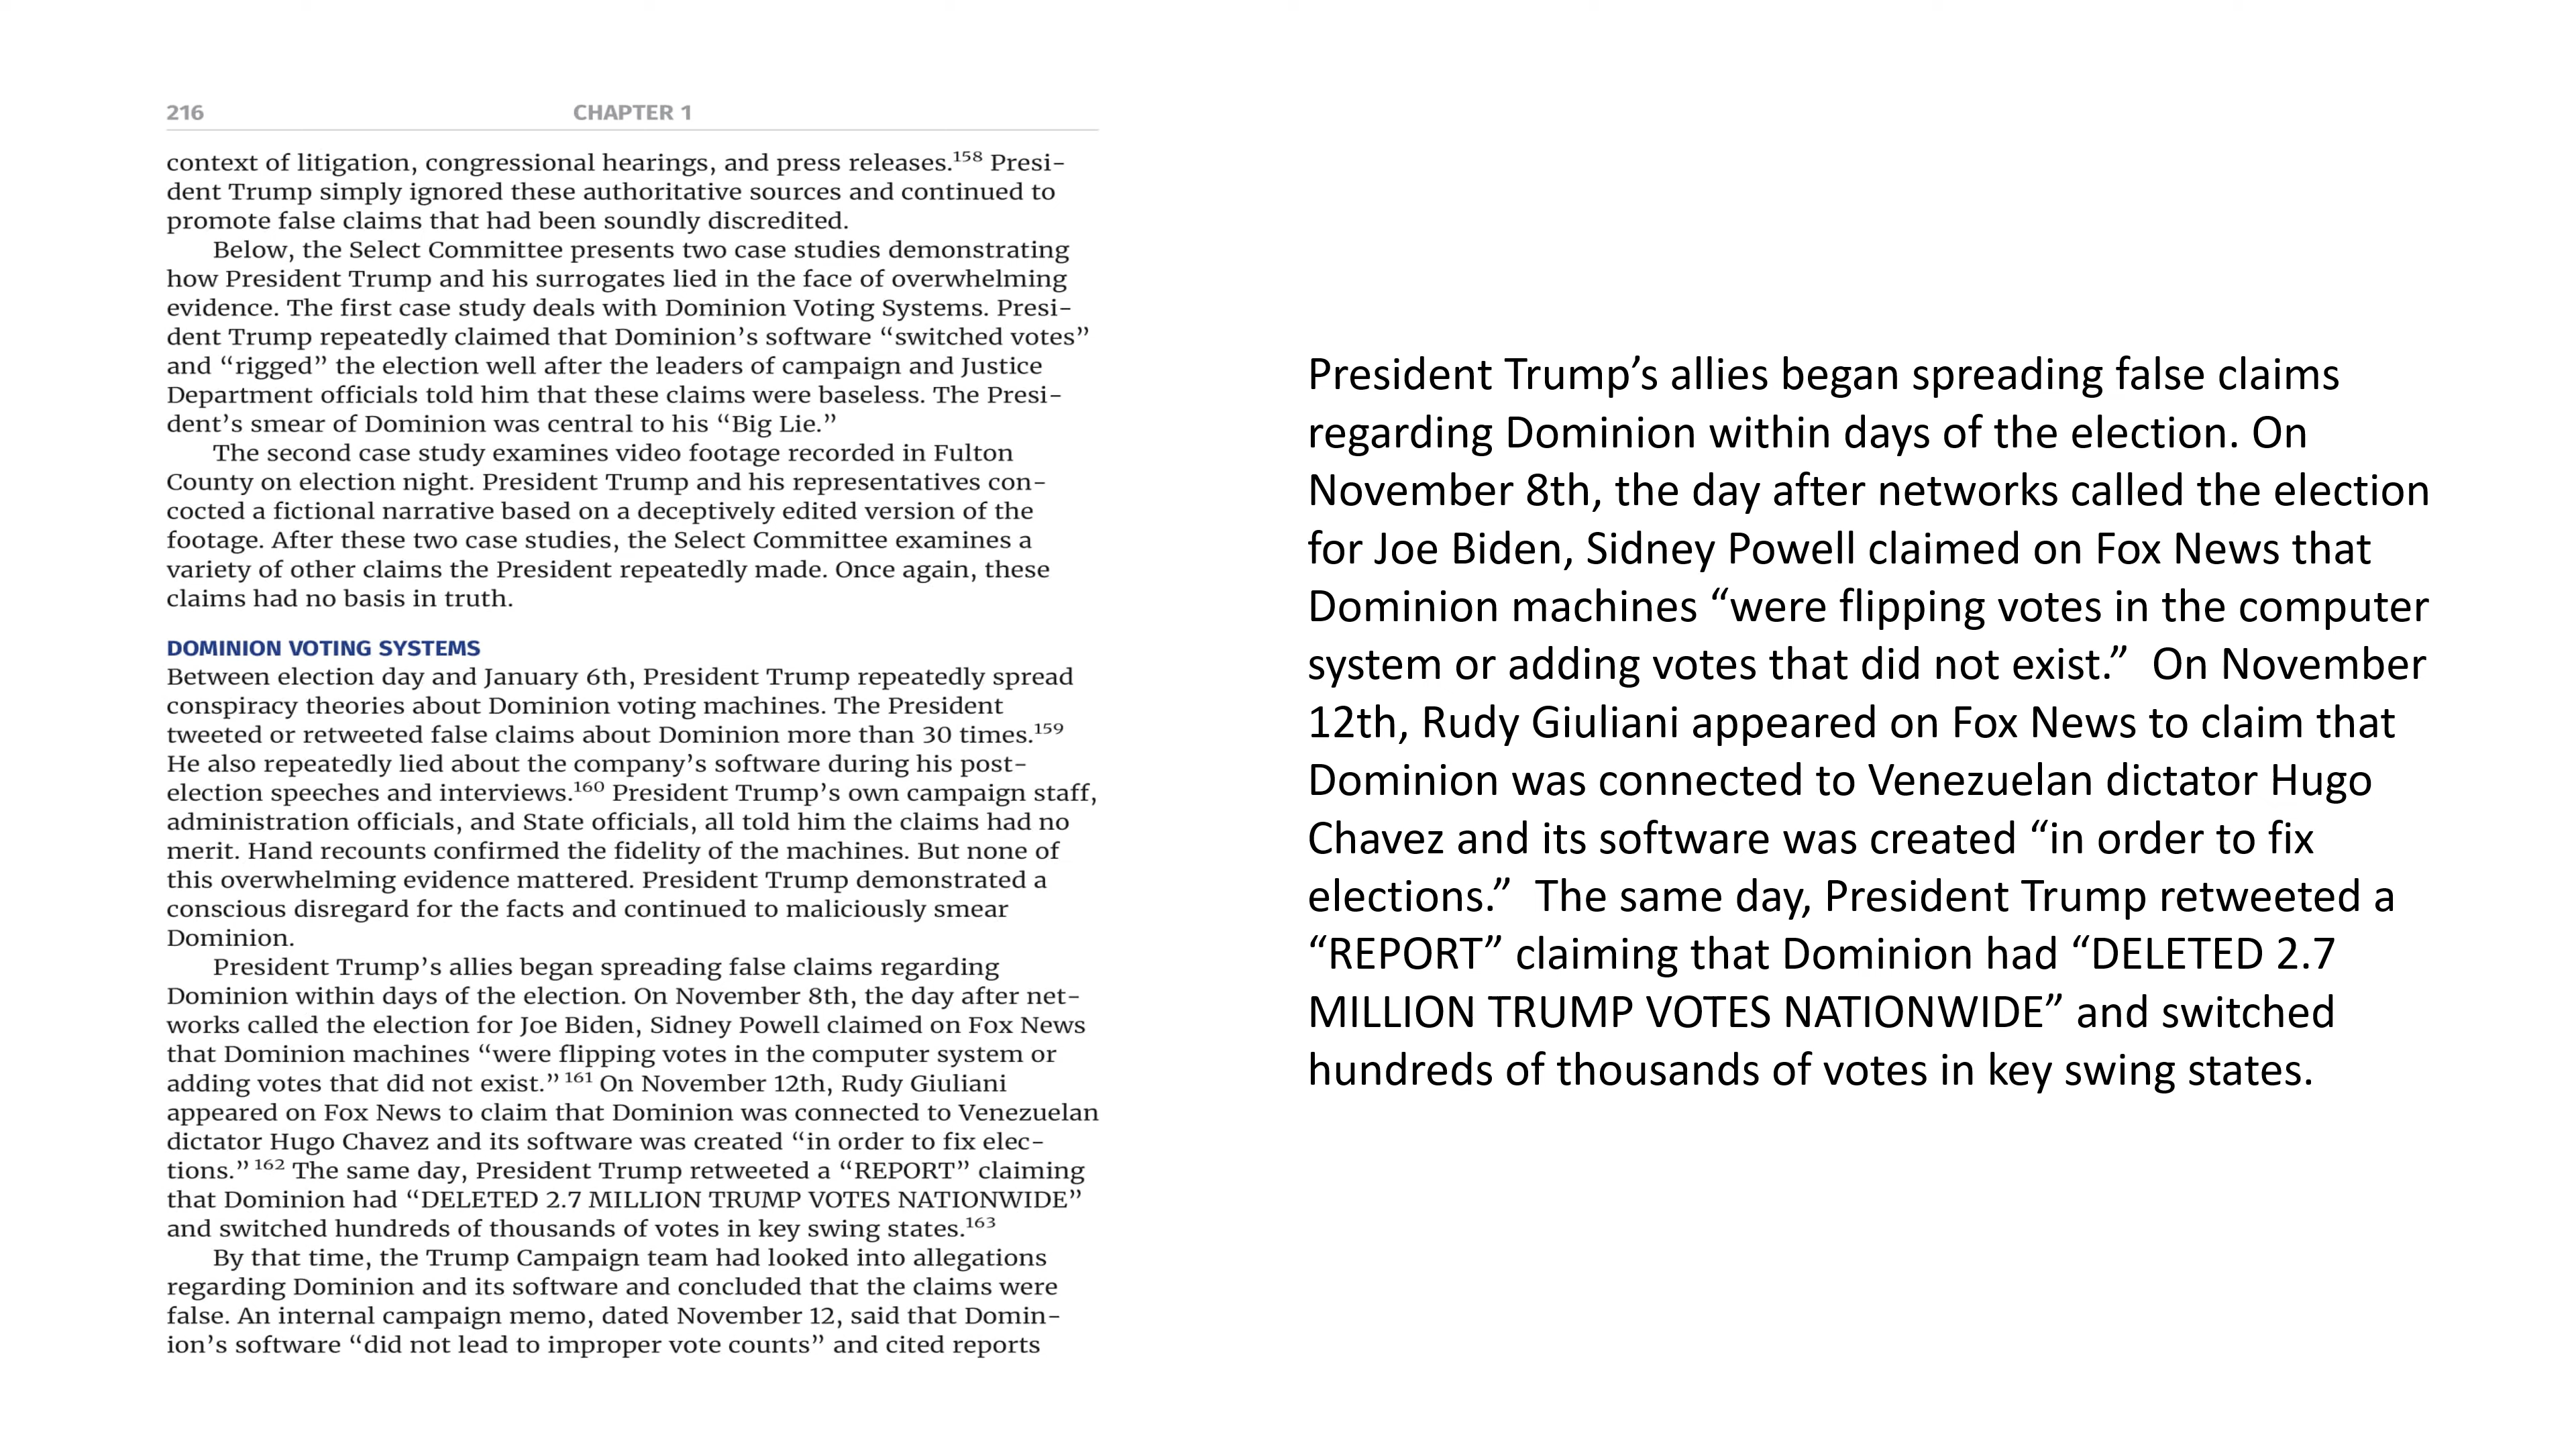 216 CHAPTER 1
context of litigation, congressional hearings, and press releases.158 Presi-
dent Trump simply ignored these authoritative sources and continued to
promote false claims that had been soundly discredited.
Below, the Select Committee presents two case studies demonstrating
how President Trump and his surrogates lied in the face of overwhelming
evidence. The first case study deals with Dominion Voting Systems. Presi-
dent Trump repeatedly claimed that Dominion’s software “switched votes”
and “rigged” the election well after the leaders of campaign and Justice
Department officials told him that these claims were baseless. The Presi-
dent’s smear of Dominion was central to his “Big Lie.”
The second case study examines video footage recorded in Fulton
County on election night. President Trump and his representatives con-
cocted a fictional narrative based on a deceptively edited version of the
footage. After these two case studies, the Select Committee examines a
variety of other claims the President repeatedly made. Once again, these
claims had no basis in truth.
DOMINION VOTING SYSTEMS
Between election day and January 6th, President Trump repeatedly spread
conspiracy theories about Dominion voting machines. The President
tweeted or retweeted false claims about Dominion more than 30 times.159
He also repeatedly lied about the company’s software during his post-
election speeches and interviews.160 President Trump’s own campaign staff,
administration officials, and State officials, all told him the claims had no
merit. Hand recounts confirmed the fidelity of the machines. But none of
this overwhelming evidence mattered. President Trump demonstrated a
conscious disregard for the facts and continued to maliciously smear
Dominion.
President Trump’s allies began spreading false claims regarding
Dominion within days of the election. On November 8th, the day after net-
works called the election for Joe Biden, Sidney Powell claimed on Fox News
that Dominion machines “were flipping votes in the computer system or
adding votes that did not exist.” 161 On November 12th, Rudy Giuliani
appeared on Fox News to claim that Dominion was connected to Venezuelan
dictator Hugo Chavez and its software was created “in order to fix elec-
tions.” 162 The same day, President Trump retweeted a “REPORT” claiming
that Dominion had “DELETED 2.7 MILLION TRUMP VOTES NATIONWIDE”
and switched hundreds of thousands of votes in key swing states.163
By that time, the Trump Campaign team had looked into allegations
regarding Dominion and its software and concluded that the claims were
false. An internal campaign memo, dated November 12, said that Domin-
ion’s software “did not lead to improper vote counts” and cited reports
President Trump’s allies began spreading false claims
regarding Dominion within days of the election. On
November 8th, the day after networks called the election
for Joe Biden, Sidney Powell claimed on Fox News that
Dominion machines “were flipping votes in the computer
system or adding votes that did not exist.”  On November
12th, Rudy Giuliani appeared on Fox News to claim that
Dominion was connected to Venezuelan dictator Hugo
Chavez and its software was created “in order to fix
elections.”  The same day, President Trump retweeted a
“REPORT” claiming that Dominion had “DELETED 2.7
MILLION TRUMP VOTES NATIONWIDE” and switched
hundreds of thousands of votes in key swing states.